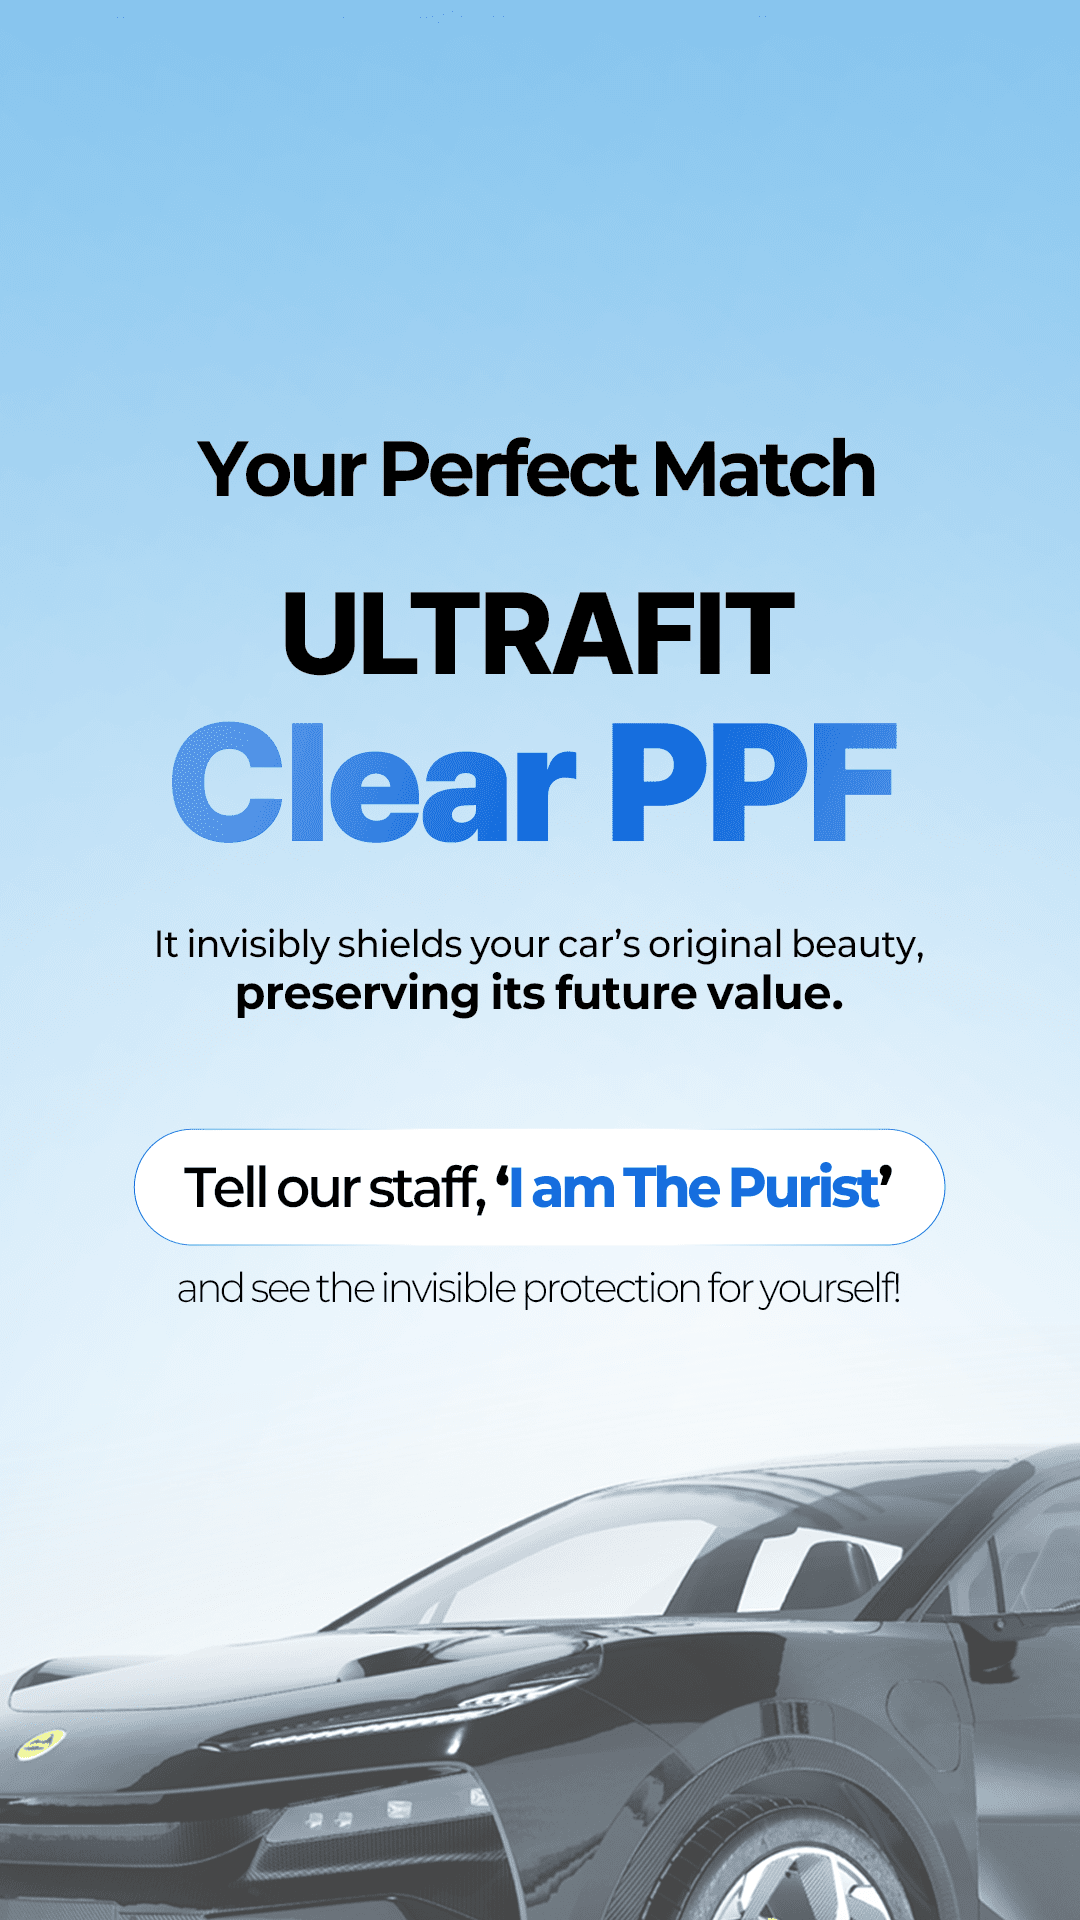 Your Perfect Match
ULTRAFIT
Clear PPF
It invisibly shields your car’s original beauty,
preserving its future value.
Tell our staff, ‘I am The Purist’
and see the invisible protection for yourself!